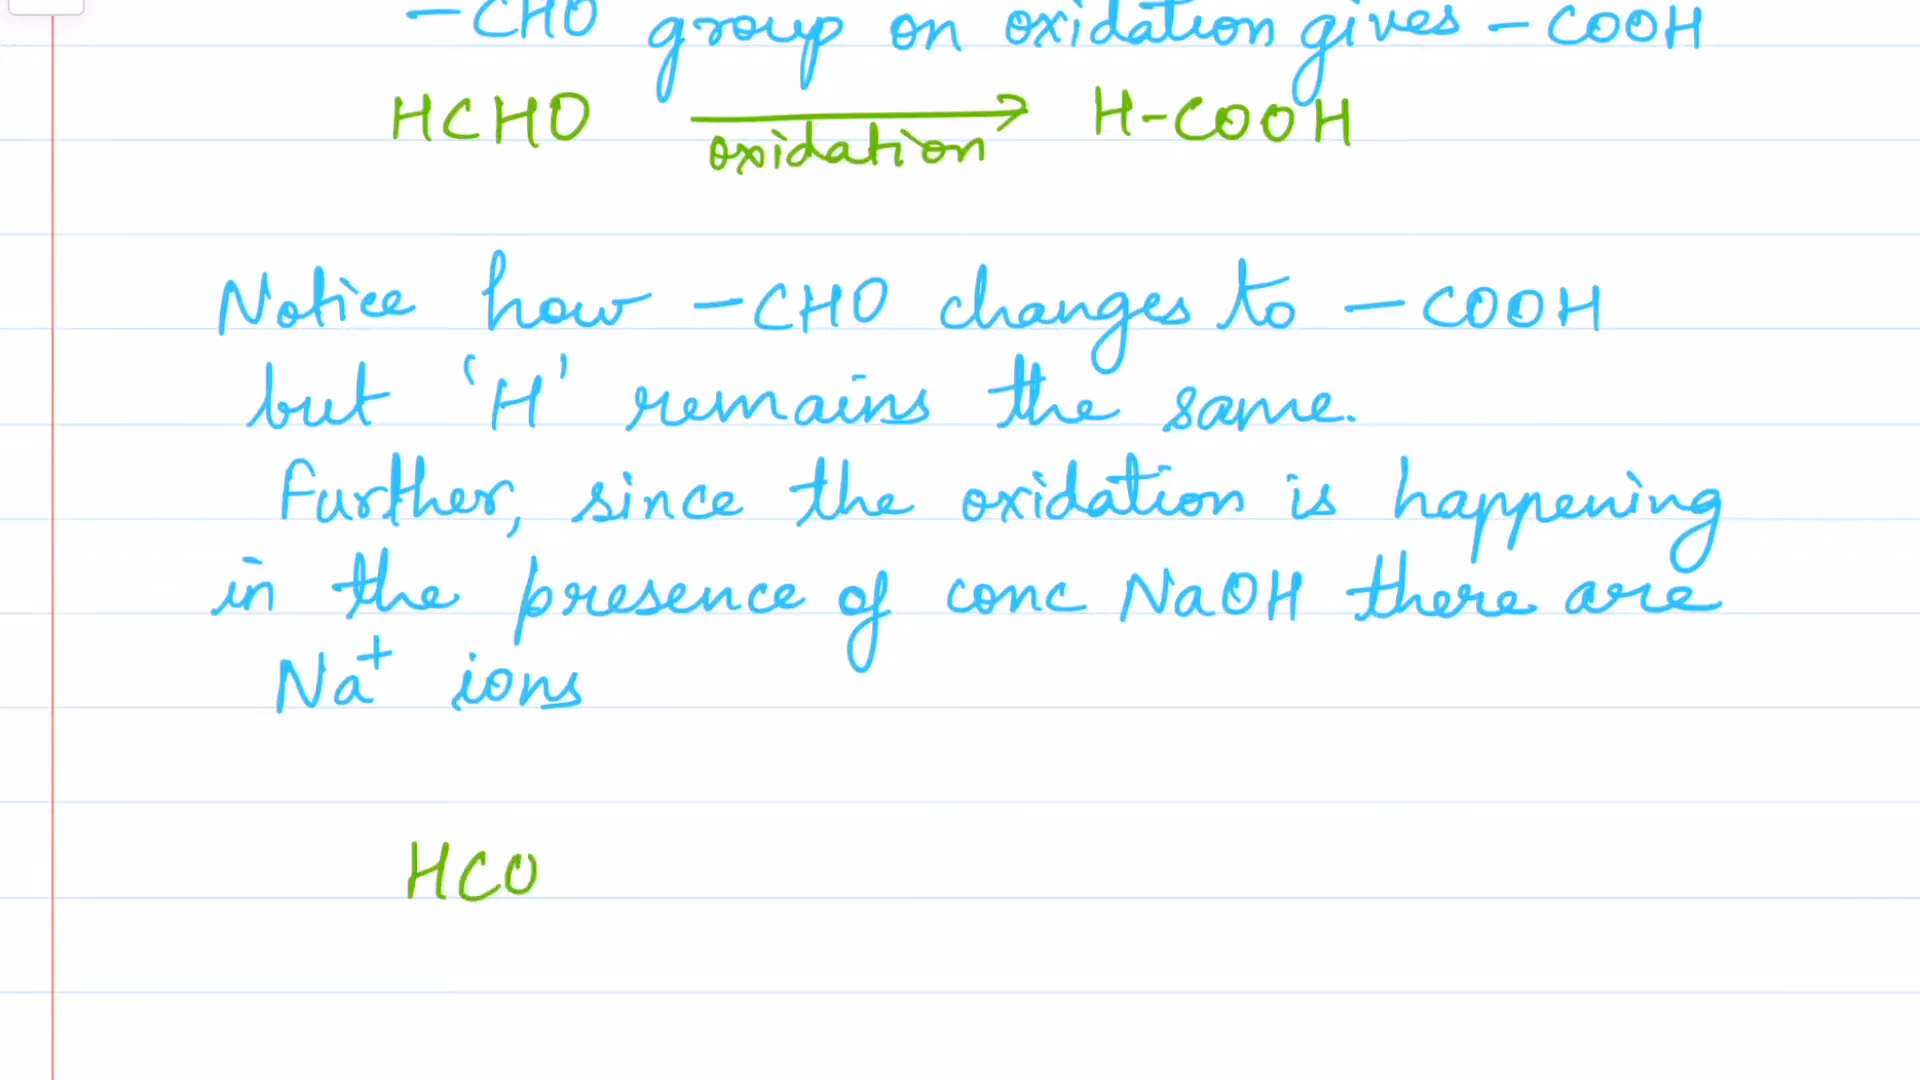 -CHO group on oxidation gives - COOH
HCHO → H-COOH
oxidation
Notice how -CHO changes to - COOH
but 'H' remains the same.
Further, since the oxidation is happening
in the presence of conc NaOH there are
Na⁺ ions
HCO